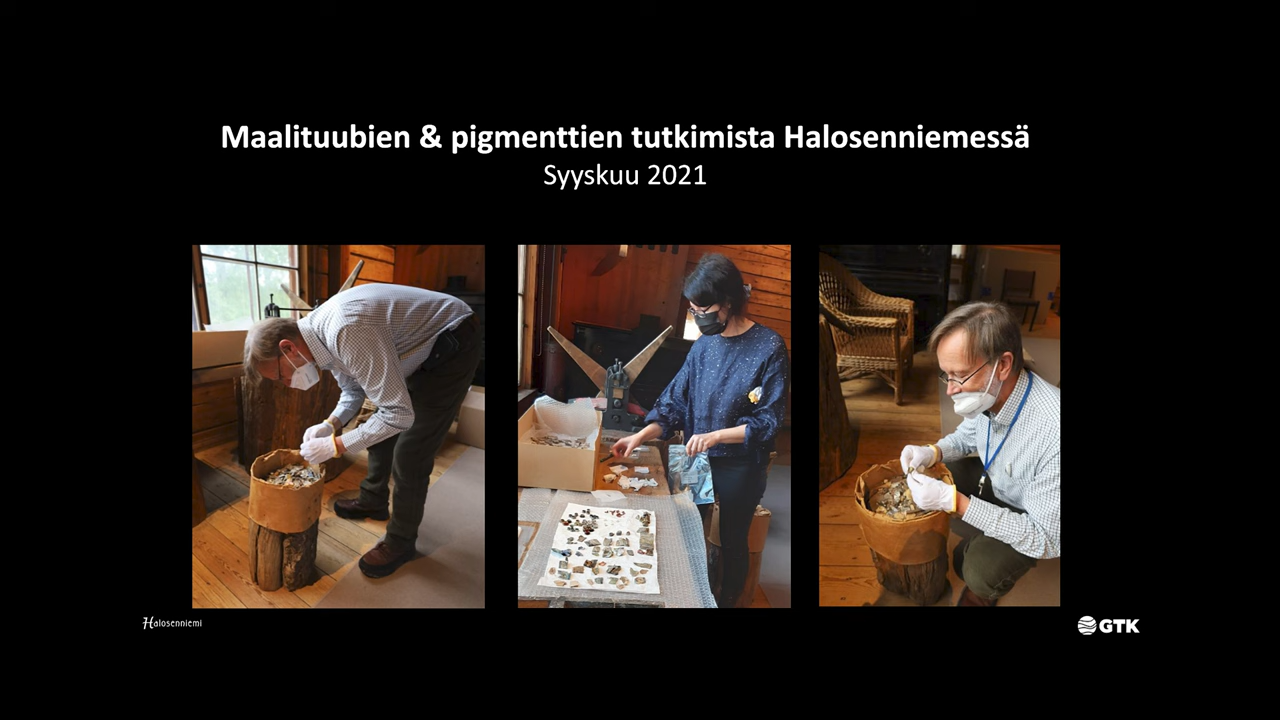 Maalituubien & pigmenttien tutkimista Halosenniemessä
Syyskuu 2021
Halosenniemi
GTK